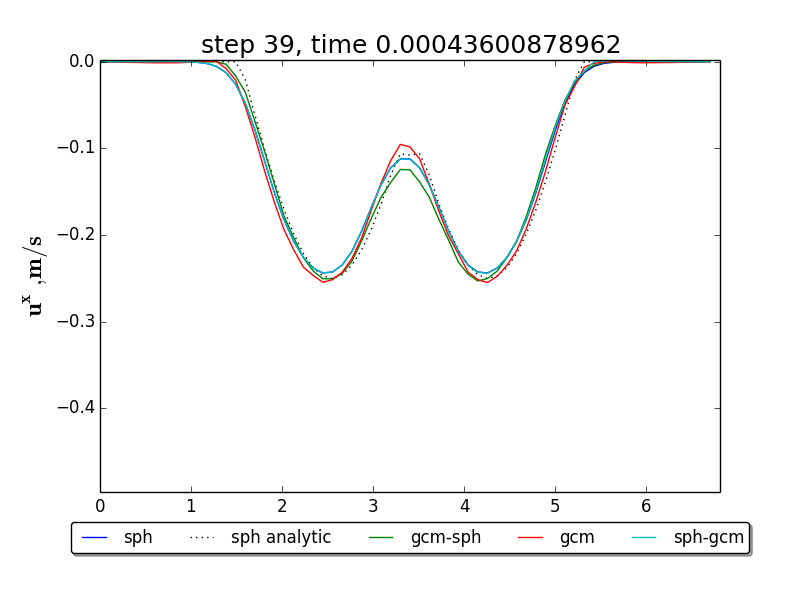 step 39, time 0.00043600878962
0.0
−0.1
−0.2
−0.3
−0.4
uˣ ,m/s
0 1 2 3 4 5 6
sph sph analytic gcm-sph gcm sph-gcm